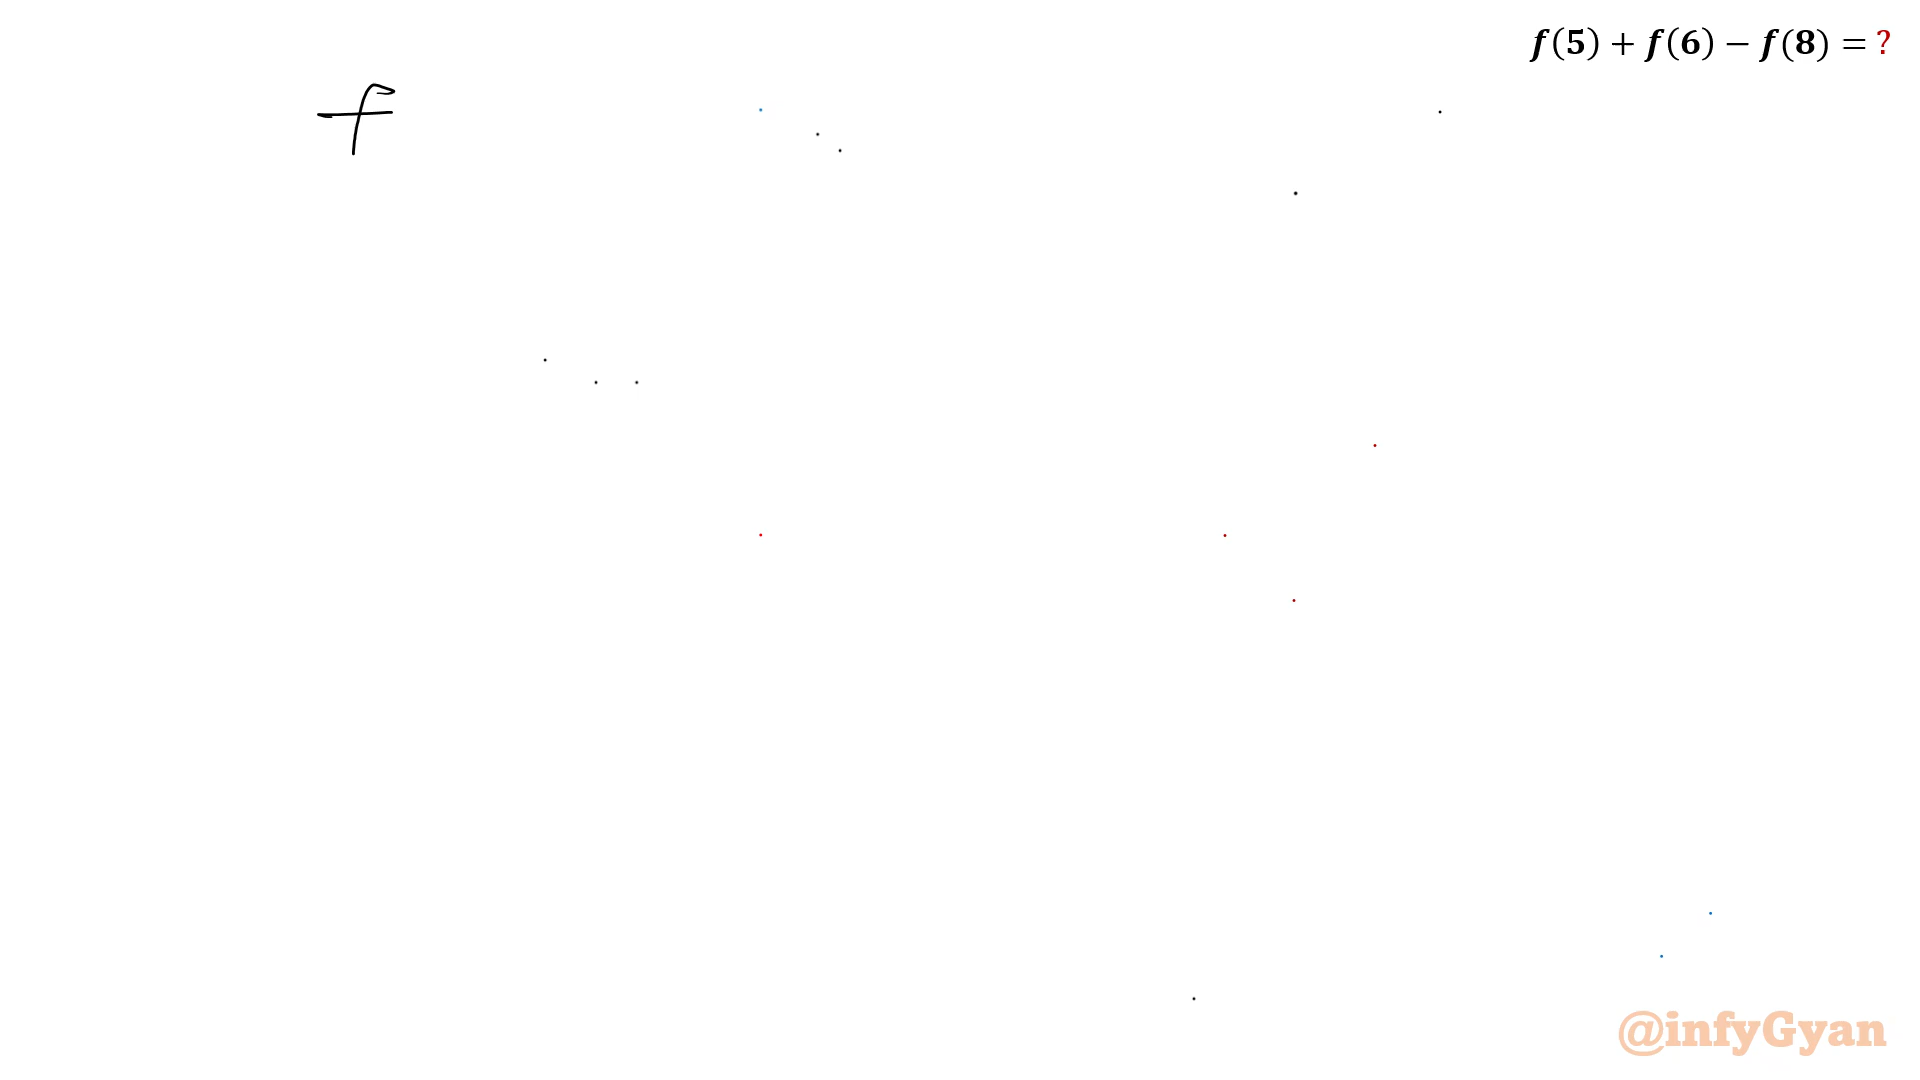 f(5) + f(6) − f(8) = ?
f
@infyGyan